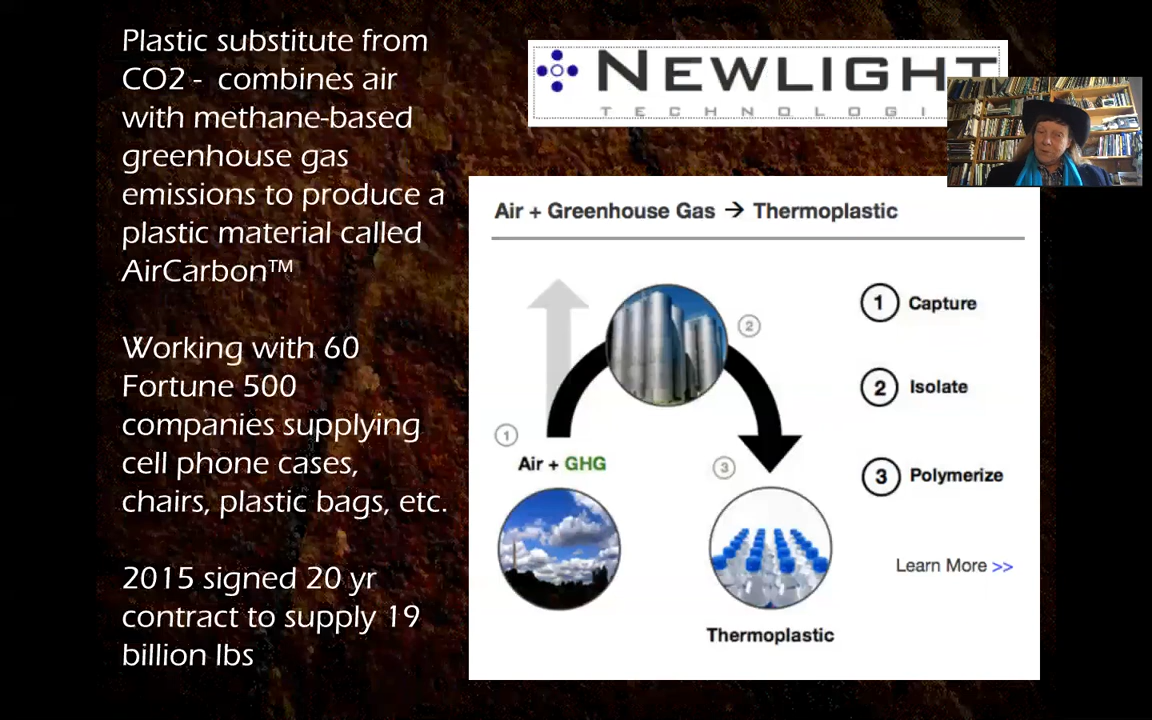 Plastic substitute from
CO2 - combines air
with methane-based
greenhouse gas
emissions to produce a
plastic material called
AirCarbon™
Working with 60
Fortune 500
companies supplying
cell phone cases,
chairs, plastic bags, etc.
2015 signed 20 yr
contract to supply 19
billion lbs
NEWLIGHT
TECHNOLOGI
Air + Greenhouse Gas → Thermoplastic
1 Capture
2 Isolate
3 Polymerize
2
1
Air + GHG
3
Thermoplastic
Learn More >>